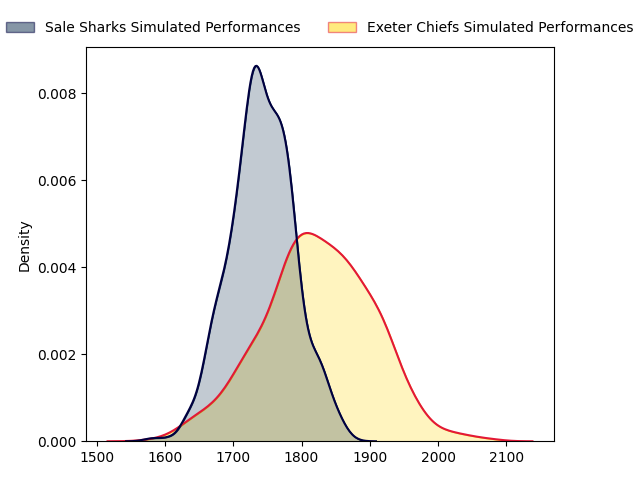 Sale Sharks Simulated Performances Exeter Chiefs Simulated Performances
0.008
0.006
0.004
0.002
0.000
Density
1500 1600 1700 1800 1900 2000 2100